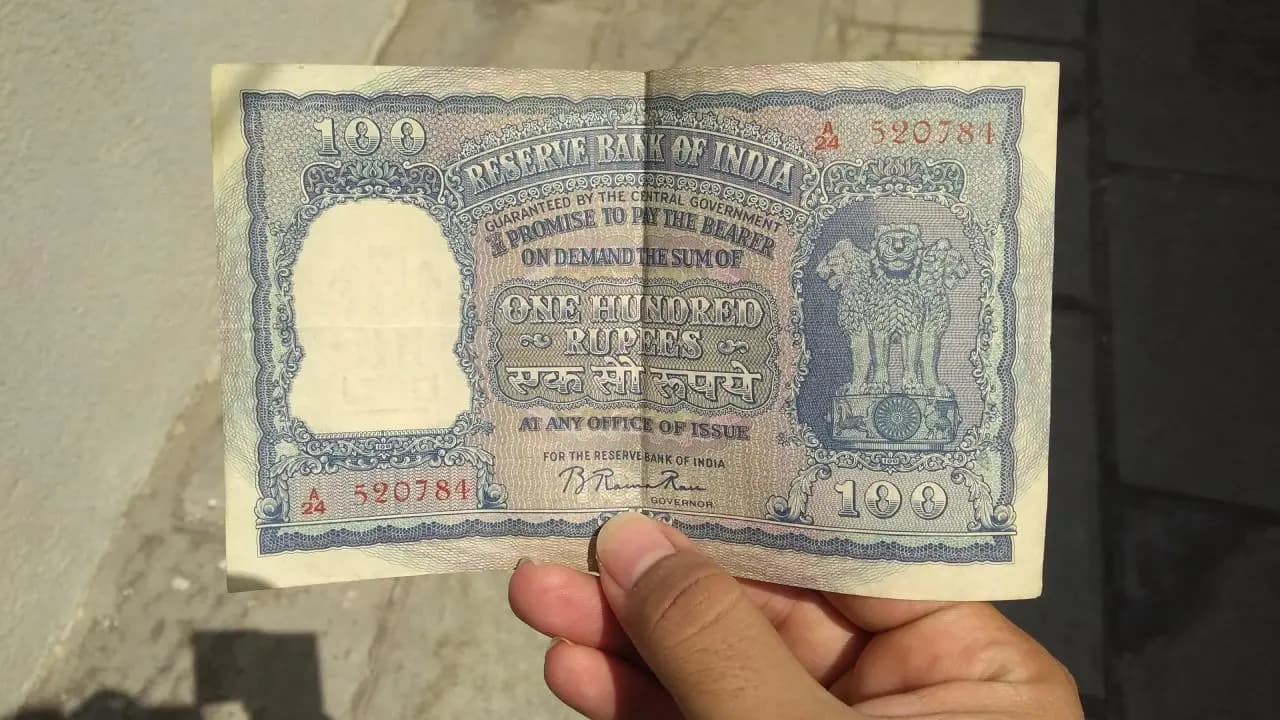 100
A/24 520784
RESERVE BANK OF INDIA
GUARANTEED BY THE CENTRAL GOVERNMENT
I PROMISE TO PAY THE BEARER
ON DEMAND THE SUM OF
ONE HUNDRED
RUPEES
एक सौ रूपये
AT ANY OFFICE OF ISSUE
FOR THE RESERVE BANK OF INDIA
B Rama Rau
GOVERNOR
A/24 520784
100